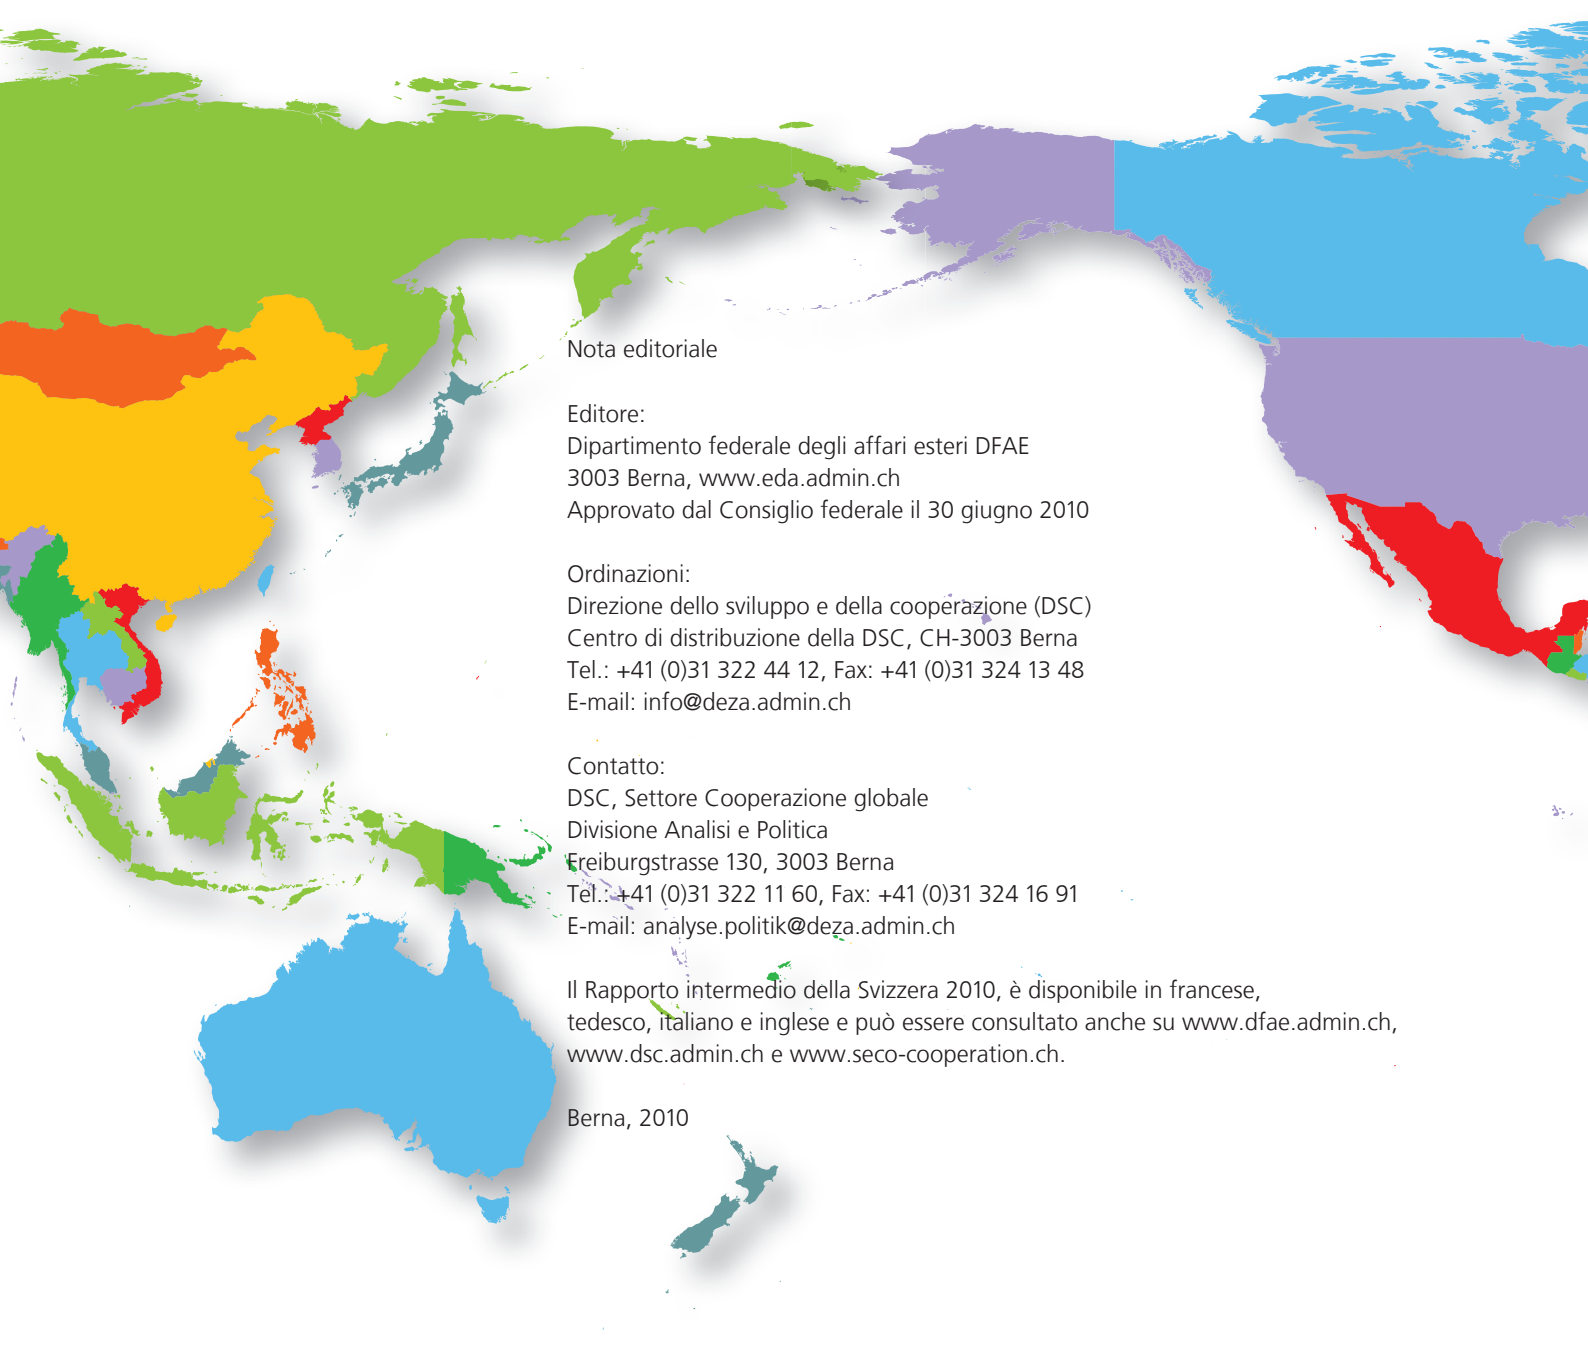 Nota editoriale
Editore:
Dipartimento federale degli affari esteri DFAE
3003 Berna, www.eda.admin.ch
Approvato dal Consiglio federale il 30 giugno 2010
Ordinazioni:
Direzione dello sviluppo e della cooperazione (DSC)
Centro di distribuzione della DSC, CH-3003 Berna
Tel.: +41 (0)31 322 44 12, Fax: +41 (0)31 324 13 48
E-mail: info@deza.admin.ch
Contatto:
DSC, Settore Cooperazione globale
Divisione Analisi e Politica
Freiburgstrasse 130, 3003 Berna
Tel.: +41 (0)31 322 11 60, Fax: +41 (0)31 324 16 91
E-mail: analyse.politik@deza.admin.ch
Il Rapporto intermedio della Svizzera 2010, è disponibile in francese,
tedesco, italiano e inglese e può essere consultato anche su www.dfae.admin.ch,
www.dsc.admin.ch e www.seco-cooperation.ch.
Berna, 2010